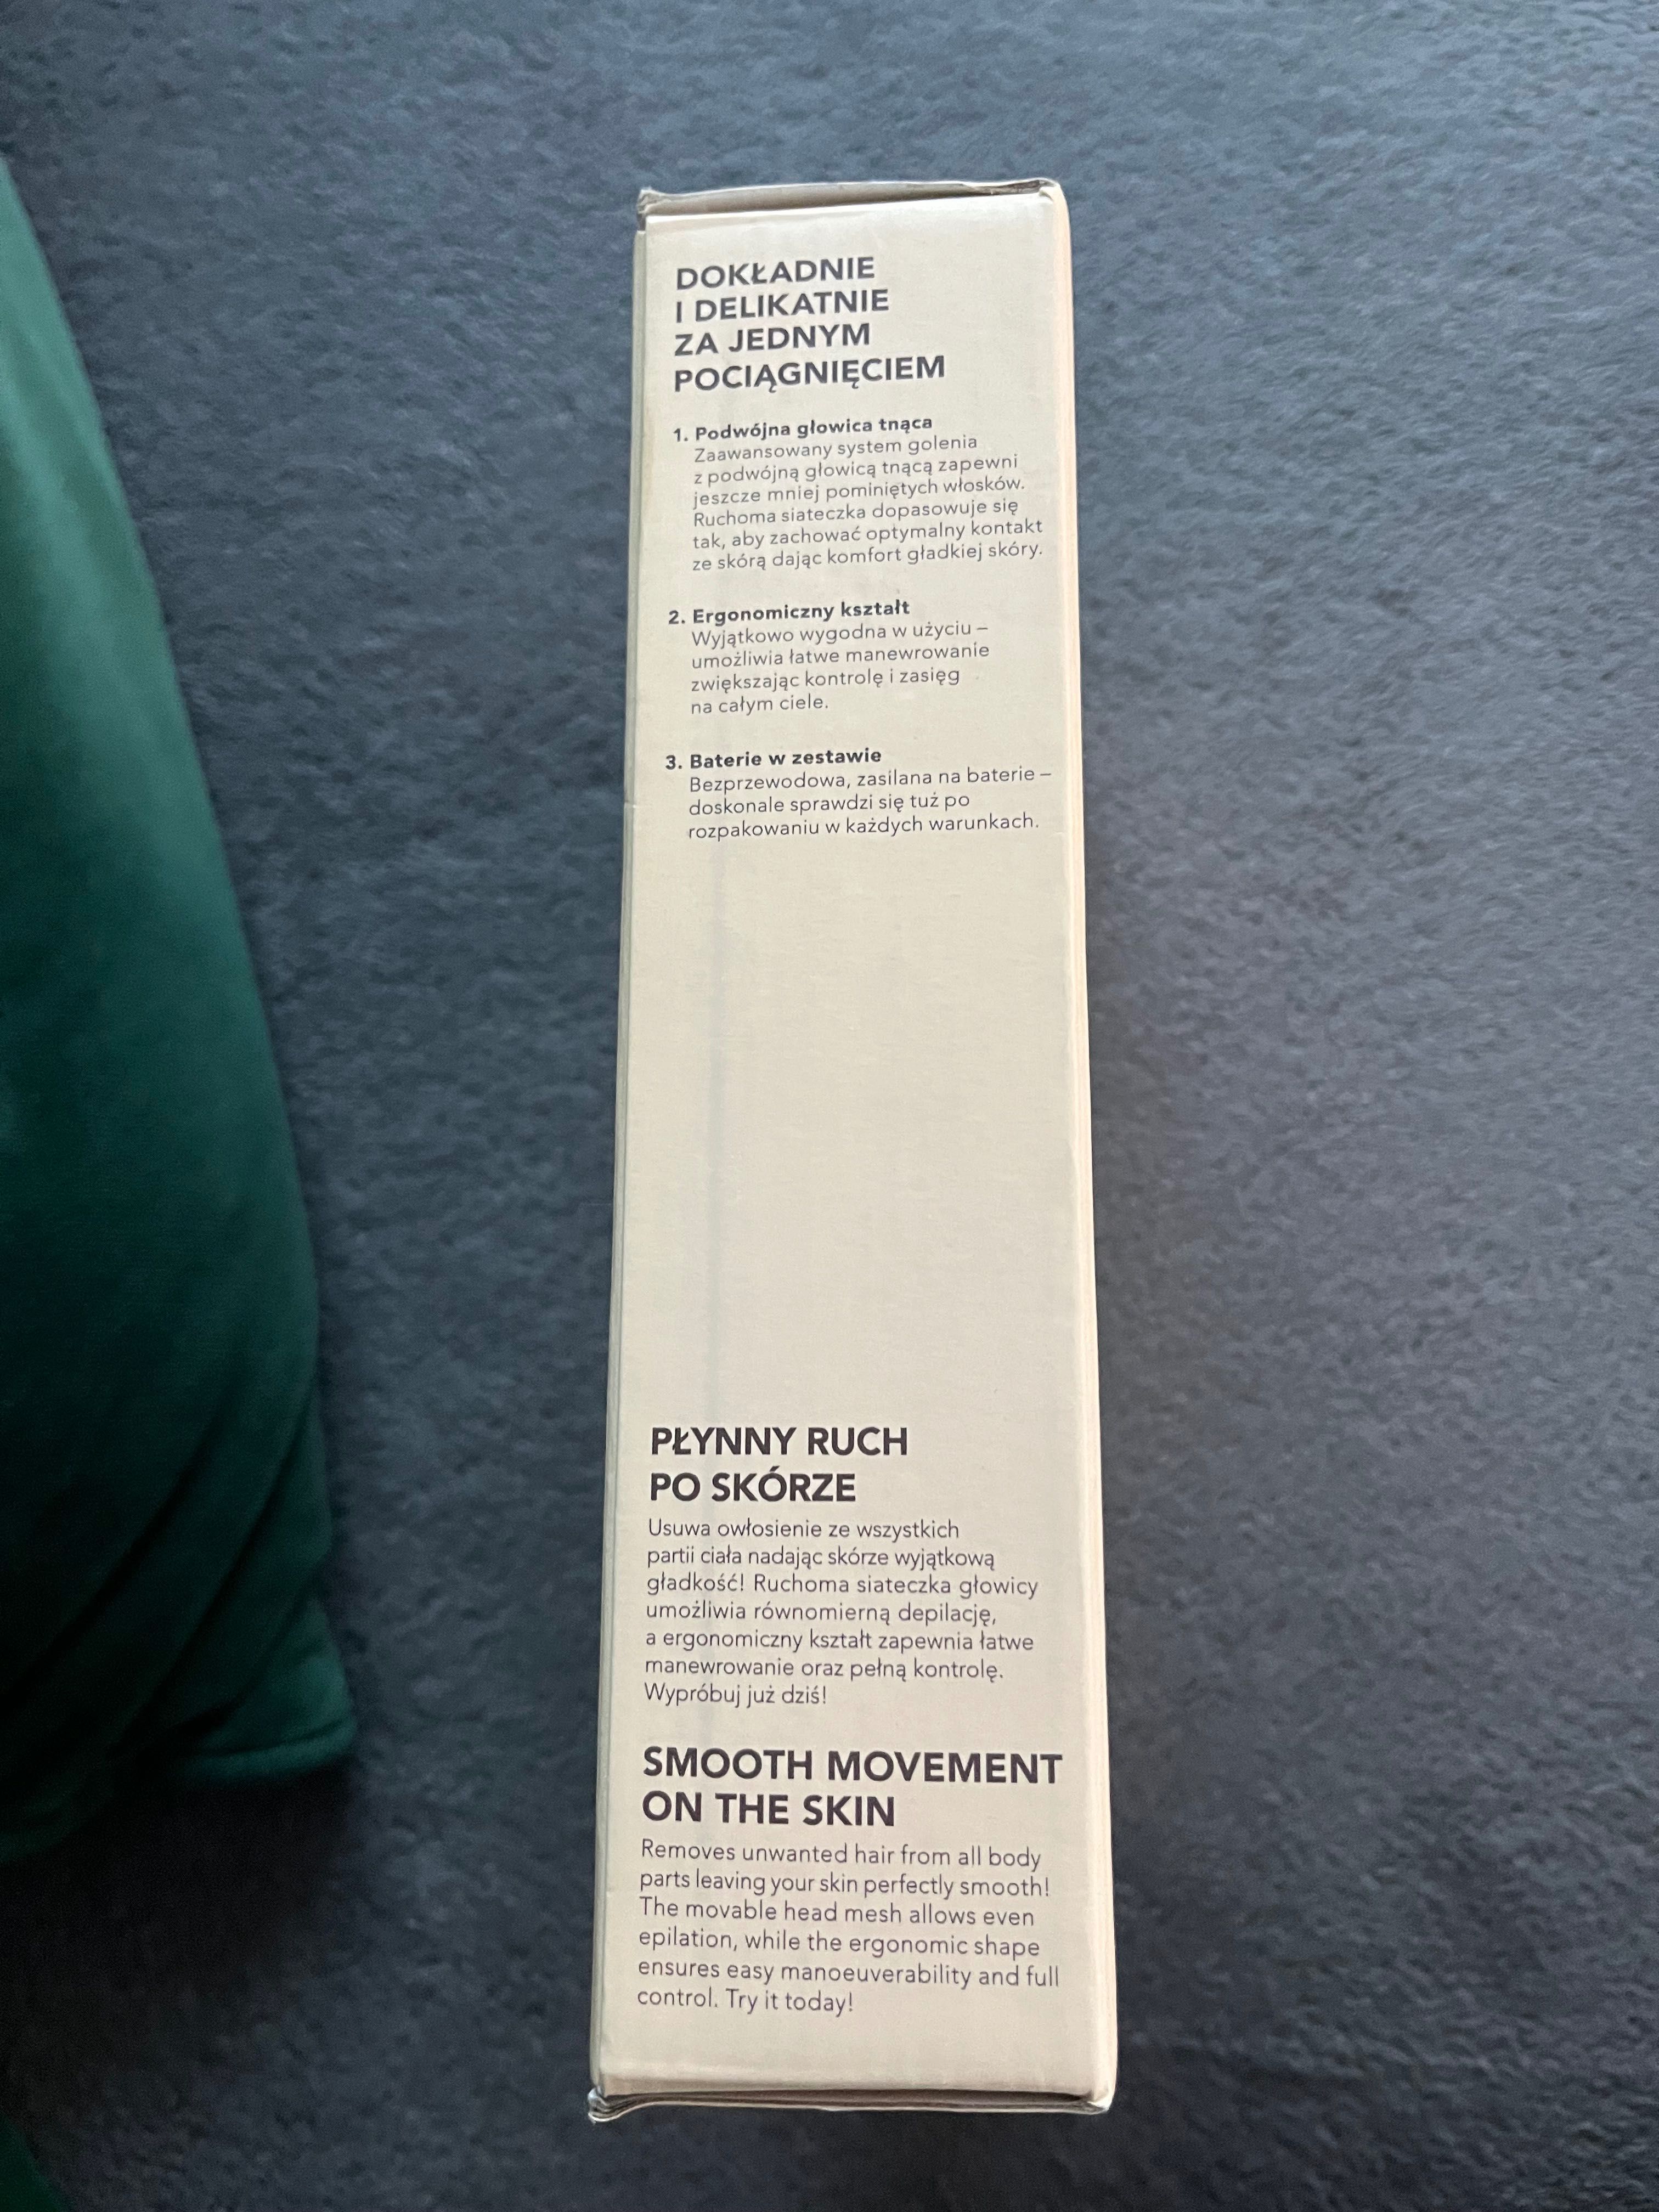 DOKŁADNIE
I DELIKATNIE
ZA JEDNYM
POCIĄGNIĘCIEM
1. Podwójna głowica tnąca
Zaawansowany system golenia
z podwójną głowicą tnącą zapewni
jeszcze mniej pominiętych włosków.
Ruchoma siateczka dopasowuje się
tak, aby zachować optymalny kontakt
ze skórą dając komfort gładkiej skóry.
2. Ergonomiczny kształt
Wyjątkowo wygodna w użyciu –
umożliwia łatwe manewrowanie
zwiększając kontrolę i zasięg
na całym ciele.
3. Baterie w zestawie
Bezprzewodowa, zasilana na baterie –
doskonale sprawdzi się tuż po
rozpakowaniu w każdych warunkach.
PŁYNNY RUCH
PO SKÓRZE
Usuwa owłosienie ze wszystkich
partii ciała nadając skórze wyjątkową
gładkość! Ruchoma siateczka głowicy
umożliwia równomierną depilację,
a ergonomiczny kształt zapewnia łatwe
manewrowanie oraz pełną kontrolę.
Wypróbuj już dziś!
SMOOTH MOVEMENT
ON THE SKIN
Removes unwanted hair from all body
parts leaving your skin perfectly smooth!
The movable head mesh allows even
epilation, while the ergonomic shape
ensures easy manoeuverability and full
control. Try it today!